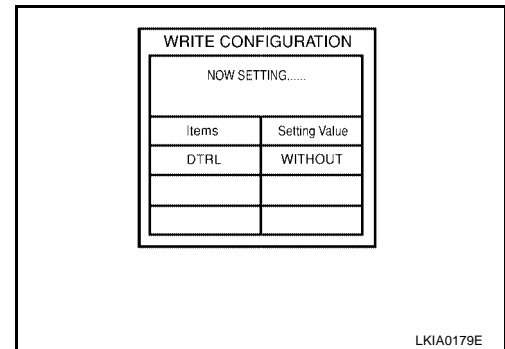 WRITE CONFIGURATION
NOW SETTING......
Items Setting Value
DTRL WITHOUT
LKIA0179E